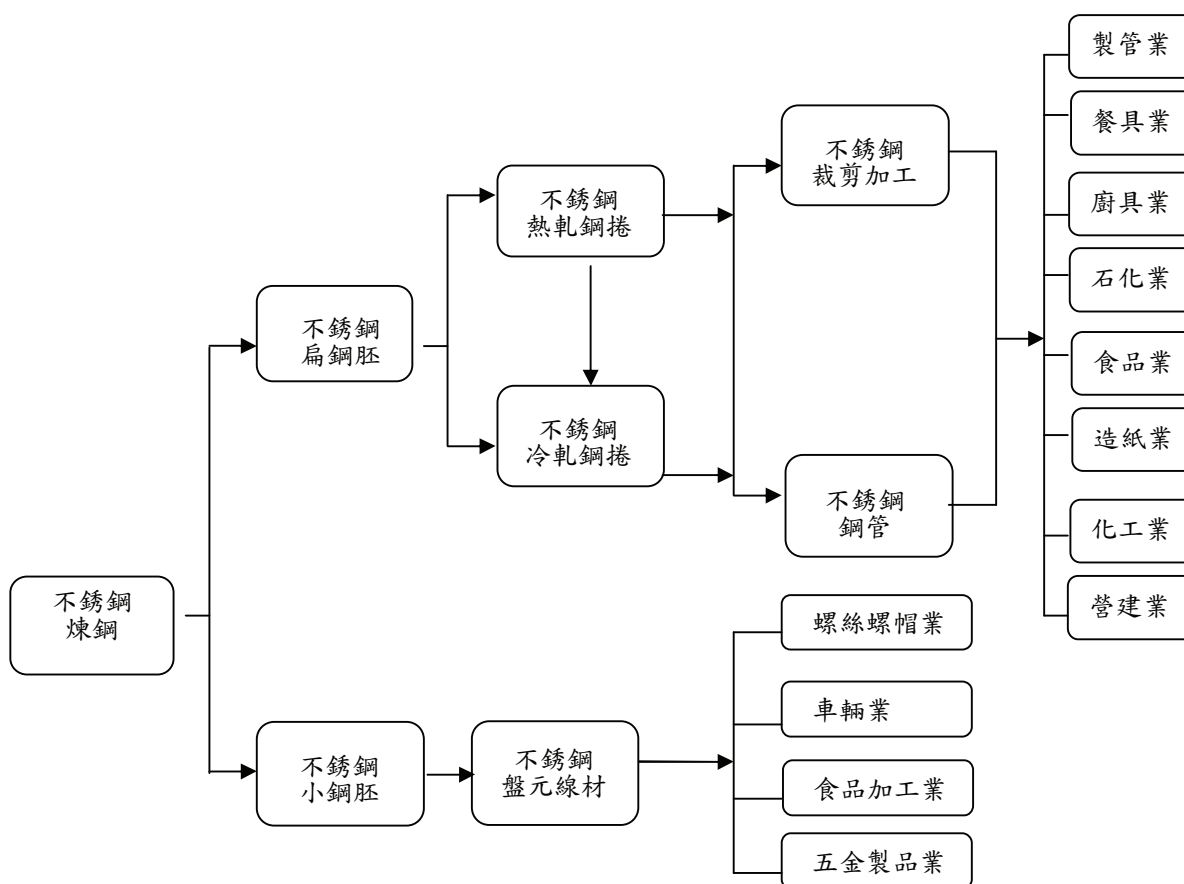 不銹鋼
煉鋼
不銹鋼
扁鋼胚
不銹鋼
小鋼胚
不銹鋼
熱軋鋼捲
不銹鋼
冷軋鋼捲
不銹鋼
盤元線材
不銹鋼
裁剪加工
不銹鋼
鋼管
製管業
餐具業
廚具業
石化業
食品業
造紙業
化工業
營建業
螺絲螺帽業
車輛業
食品加工業
五金製品業